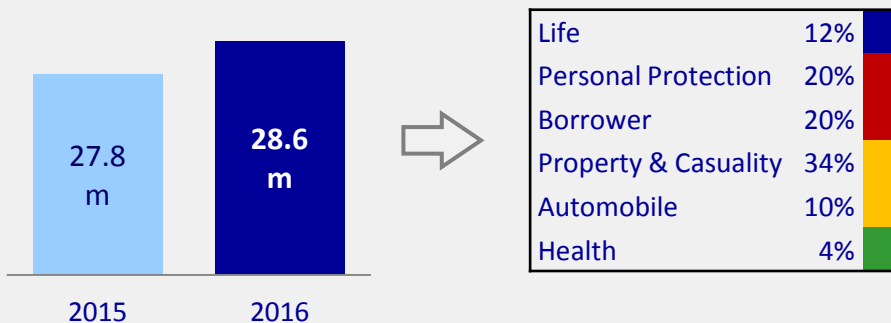 27.8
m
28.6
m
2015
2016
Life 12%
Personal Protection 20%
Borrower 20%
Property & Casuality 34%
Automobile 10%
Health 4%